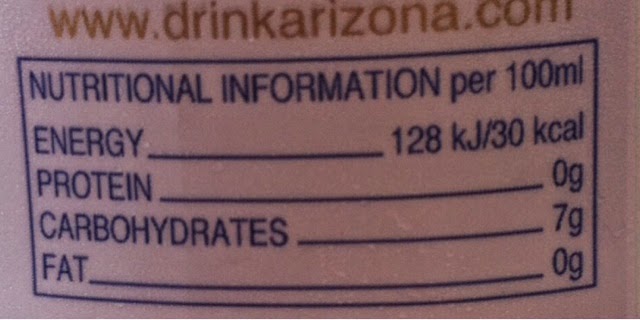 www.drinkarizona.com
NUTRITIONAL INFORMATION per 100ml
ENERGY 128 kJ/30 kcal
PROTEIN 0g
CARBOHYDRATES 7g
FAT 0g